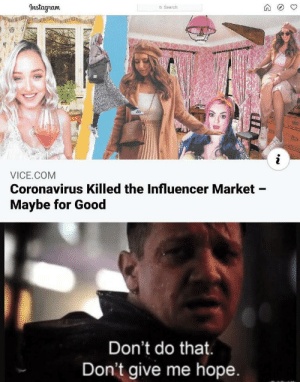 Instagram
Search
i
VICE.COM
Coronavirus Killed the Influencer Market –
Maybe for Good
Don't do that.
Don't give me hope.